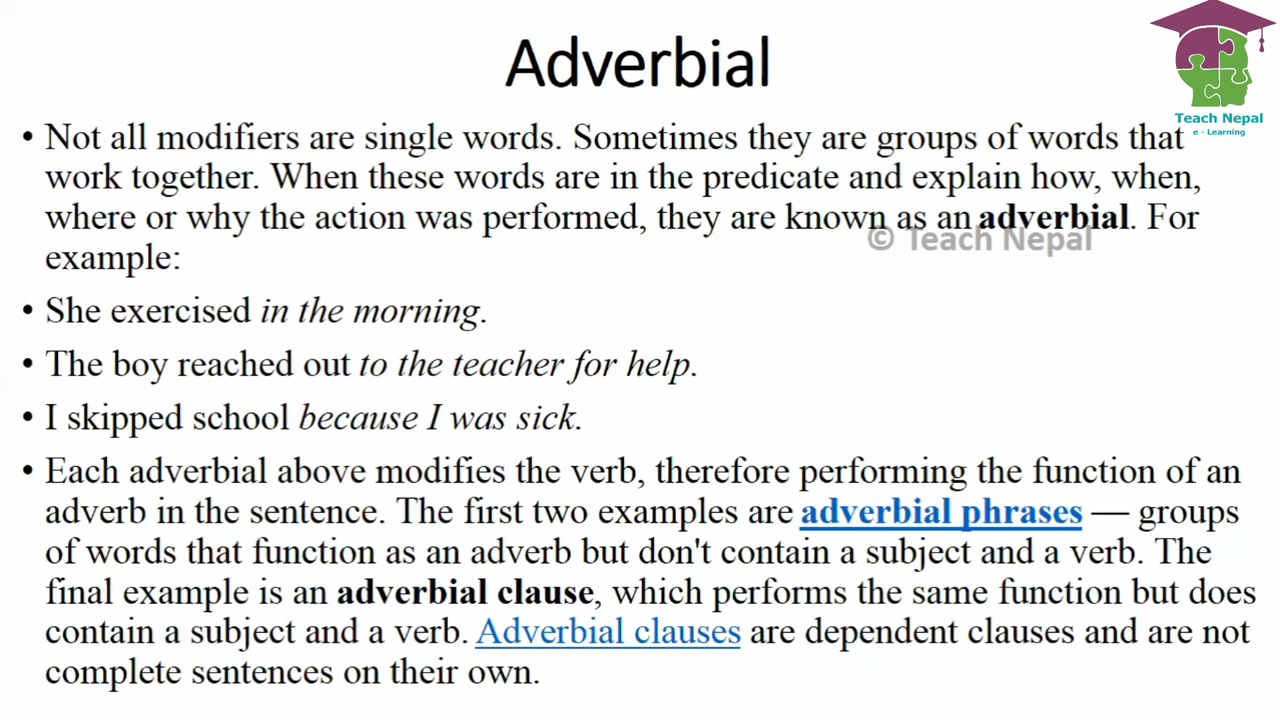 Adverbial
Teach Nepal
e - Learning
• Not all modifiers are single words. Sometimes they are groups of words that
work together. When these words are in the predicate and explain how, when,
where or why the action was performed, they are known as an adverbial. For
© Teach Nepal
example:
• She exercised in the morning.
• The boy reached out to the teacher for help.
• I skipped school because I was sick.
• Each adverbial above modifies the verb, therefore performing the function of an
adverb in the sentence. The first two examples are adverbial phrases — groups
of words that function as an adverb but don't contain a subject and a verb. The
final example is an adverbial clause, which performs the same function but does
contain a subject and a verb. Adverbial clauses are dependent clauses and are not
complete sentences on their own.